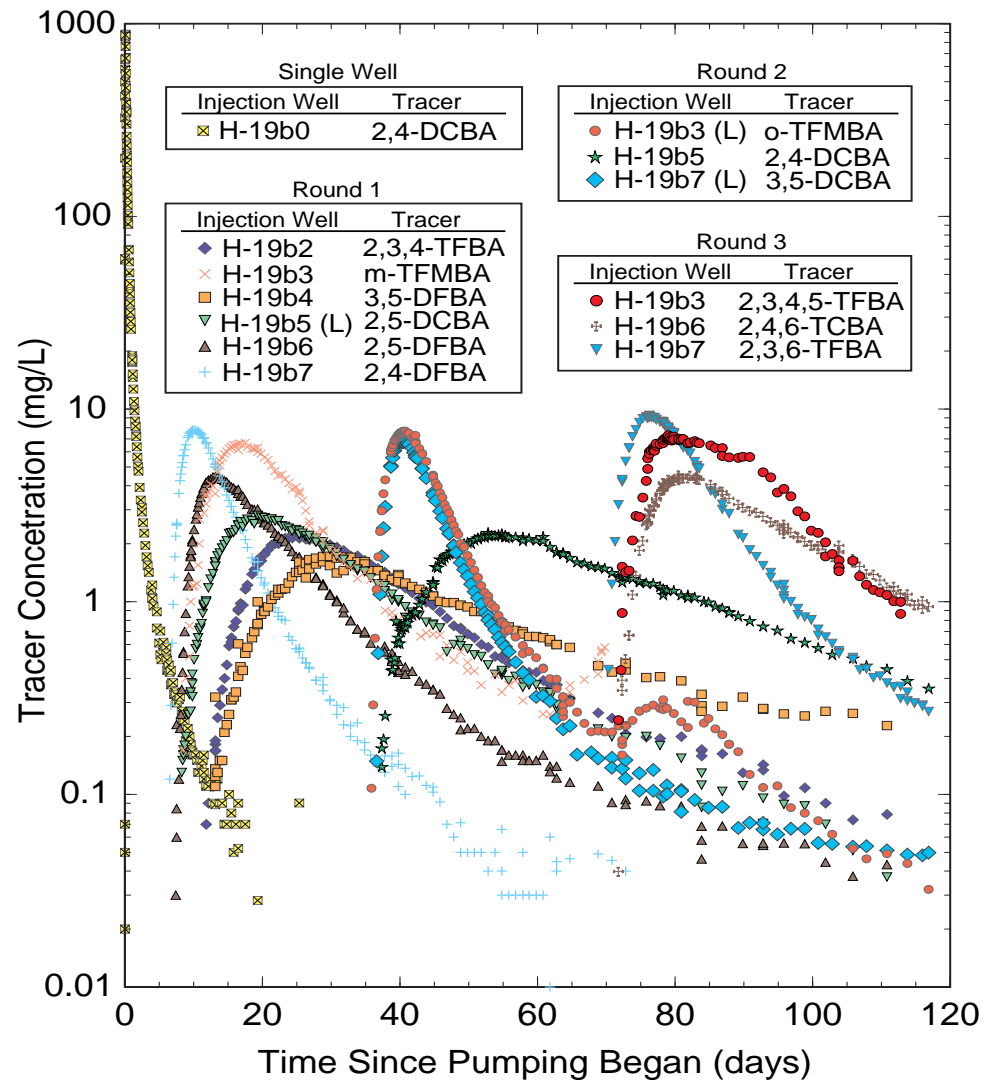 1000
100
10
1
0.1
0.01
Tracer Concentration (mg/L)
Single Well
Injection Well Tracer
H-19b0 2,4-DCBA
Round 1
Injection Well Tracer
H-19b2 2,3,4-TFBA
H-19b3 m-TFMBA
H-19b4 3,5-DFBA
H-19b5 (L) 2,5-DCBA
H-19b6 2,5-DFBA
H-19b7 2,4-DFBA
Round 2
Injection Well Tracer
H-19b3 (L) o-TFMBA
H-19b5 2,4-DCBA
H-19b7 (L) 3,5-DCBA
Round 3
Injection Well Tracer
H-19b3 2,3,4,5-TFBA
H-19b6 2,4,6-TCBA
H-19b7 2,3,6-TFBA
0 20 40 60 80 100 120
Time Since Pumping Began (days)